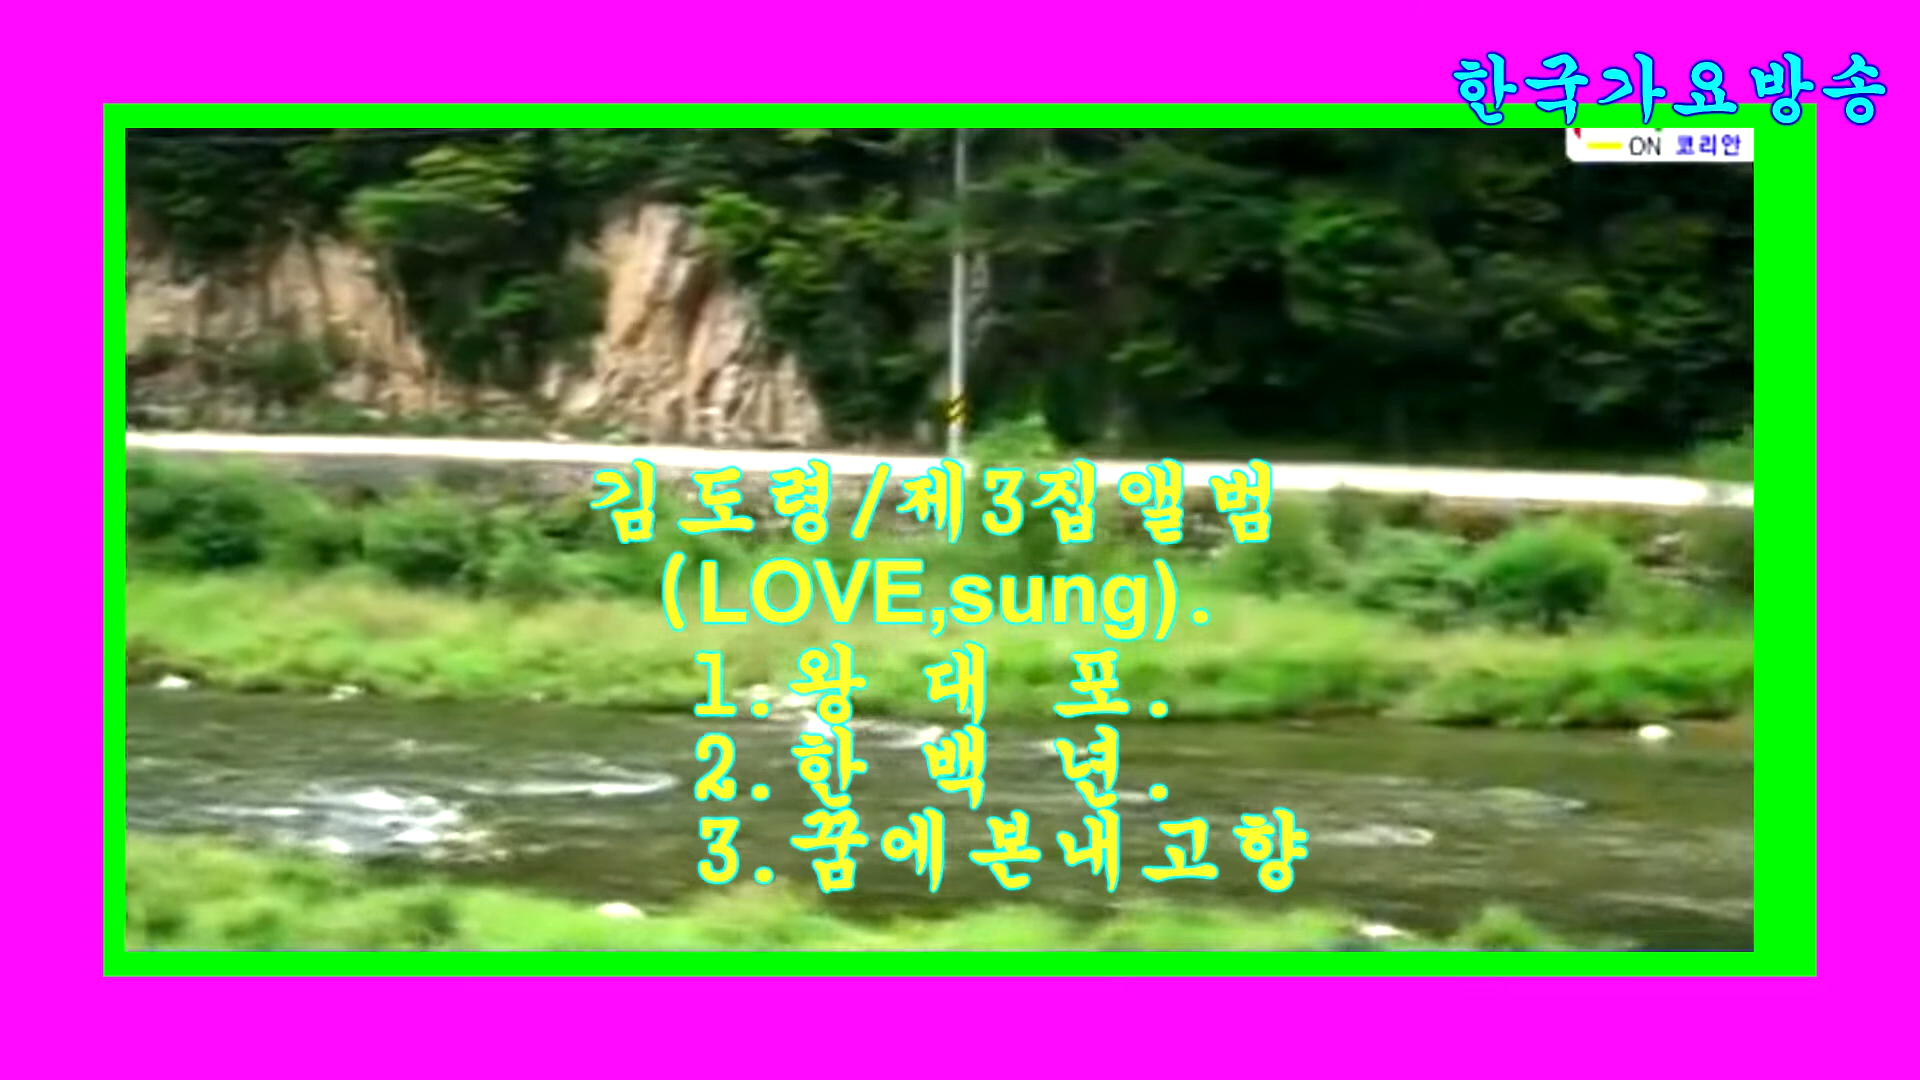 한국가요방송
ON 코리안
김도령/제3집앨범
(LOVE,sung).
1.왕 대 포.
2.한 백 년.
3.꿈에본내고향